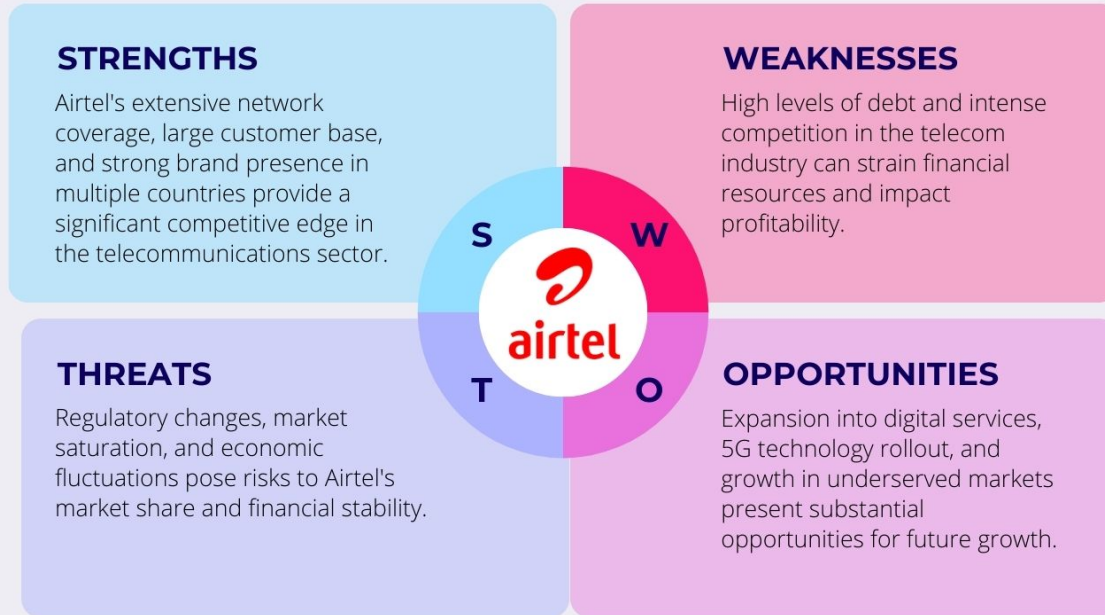 STRENGTHS
Airtel's extensive network
coverage, large customer base,
and strong brand presence in
multiple countries provide a
significant competitive edge in
the telecommunications sector.
WEAKNESSES
High levels of debt and intense
competition in the telecom
industry can strain financial
resources and impact
profitability.
S
W
airtel
T
O
THREATS
Regulatory changes, market
saturation, and economic
fluctuations pose risks to Airtel's
market share and financial stability.
OPPORTUNITIES
Expansion into digital services,
5G technology rollout, and
growth in underserved markets
present substantial
opportunities for future growth.